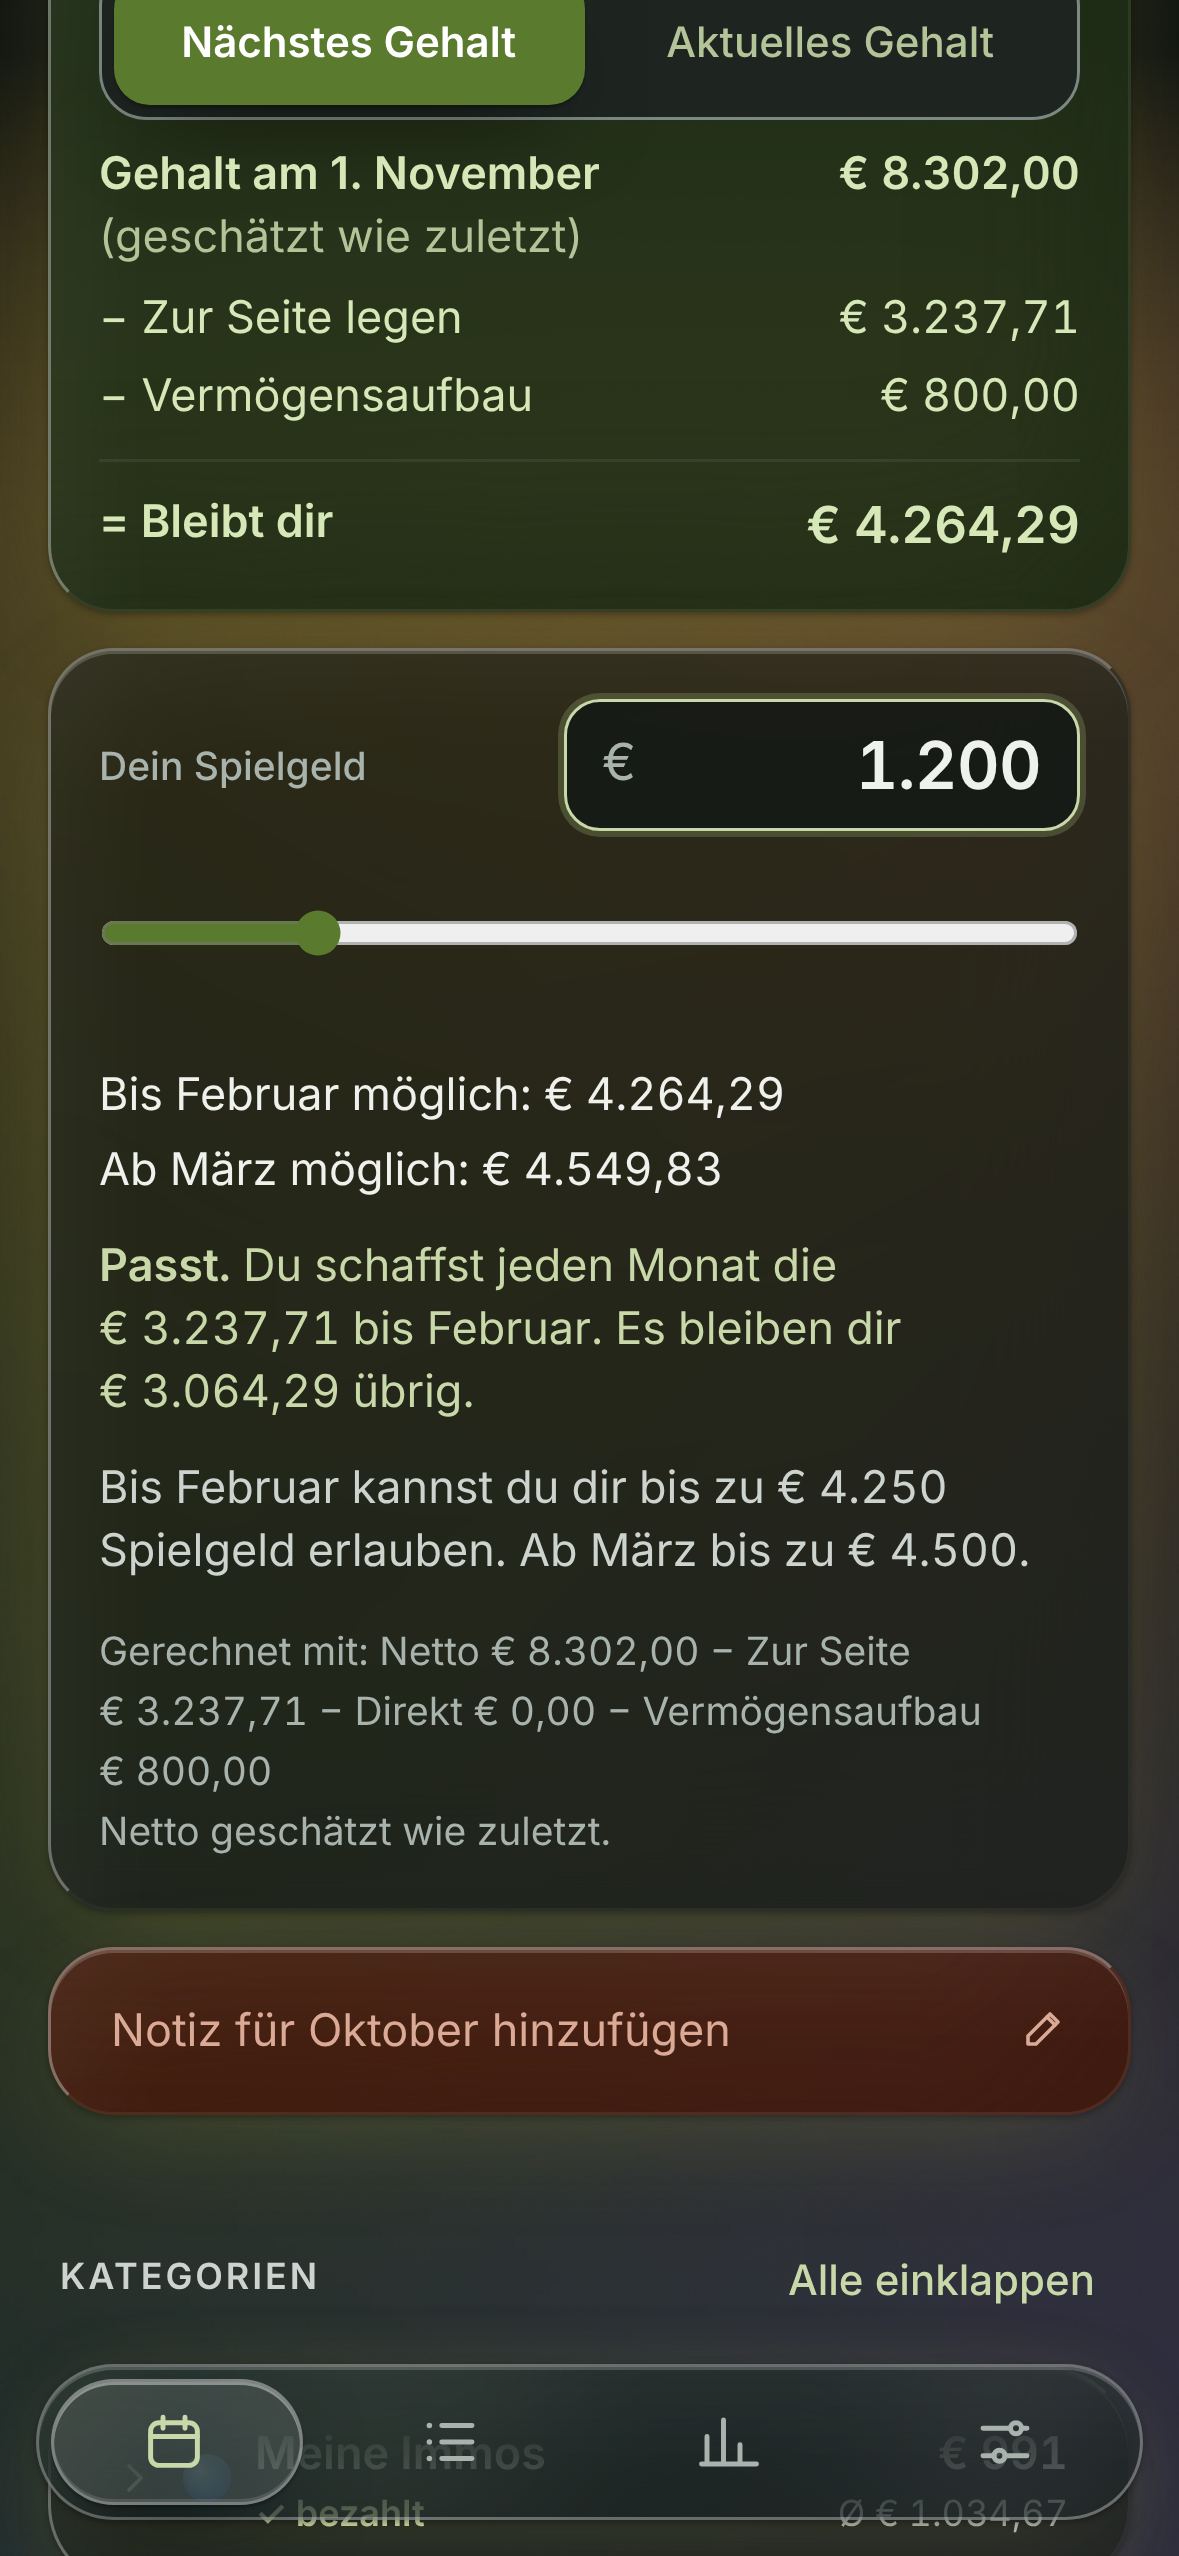 Nächstes Gehalt Aktuelles Gehalt
Gehalt am 1. November € 8.302,00
(geschätzt wie zuletzt)
− Zur Seite legen € 3.237,71
− Vermögensaufbau € 800,00
= Bleibt dir € 4.264,29
Dein Spielgeld € 1.200
Bis Februar möglich: € 4.264,29
Ab März möglich: € 4.549,83
Passt. Du schaffst jeden Monat die
€ 3.237,71 bis Februar. Es bleiben dir
€ 3.064,29 übrig.
Bis Februar kannst du dir bis zu € 4.250
Spielgeld erlauben. Ab März bis zu € 4.500.
Gerechnet mit: Netto € 8.302,00 − Zur Seite
€ 3.237,71 − Direkt € 0,00 − Vermögensaufbau
€ 800,00
Netto geschätzt wie zuletzt.
Notiz für Oktober hinzufügen
KATEGORIEN Alle einklappen
Meine Immos €
✓ bezahlt Ø € 1.034,67